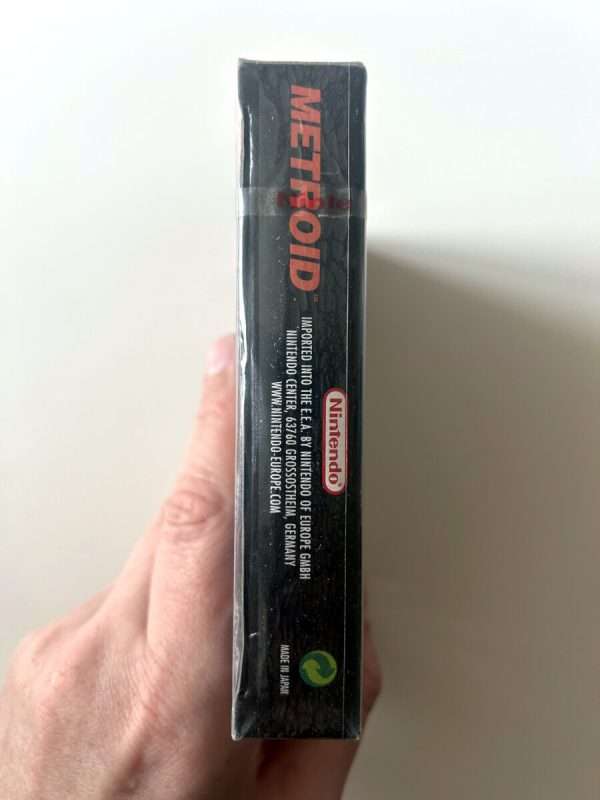 METROID™
Nintendo®
IMPORTED INTO THE E.E.A. BY NINTENDO OF EUROPE GMBH
NINTENDO CENTER, 63760 GROSSOSTHEIM, GERMANY
WWW.NINTENDO-EUROPE.COM
MADE IN JAPAN